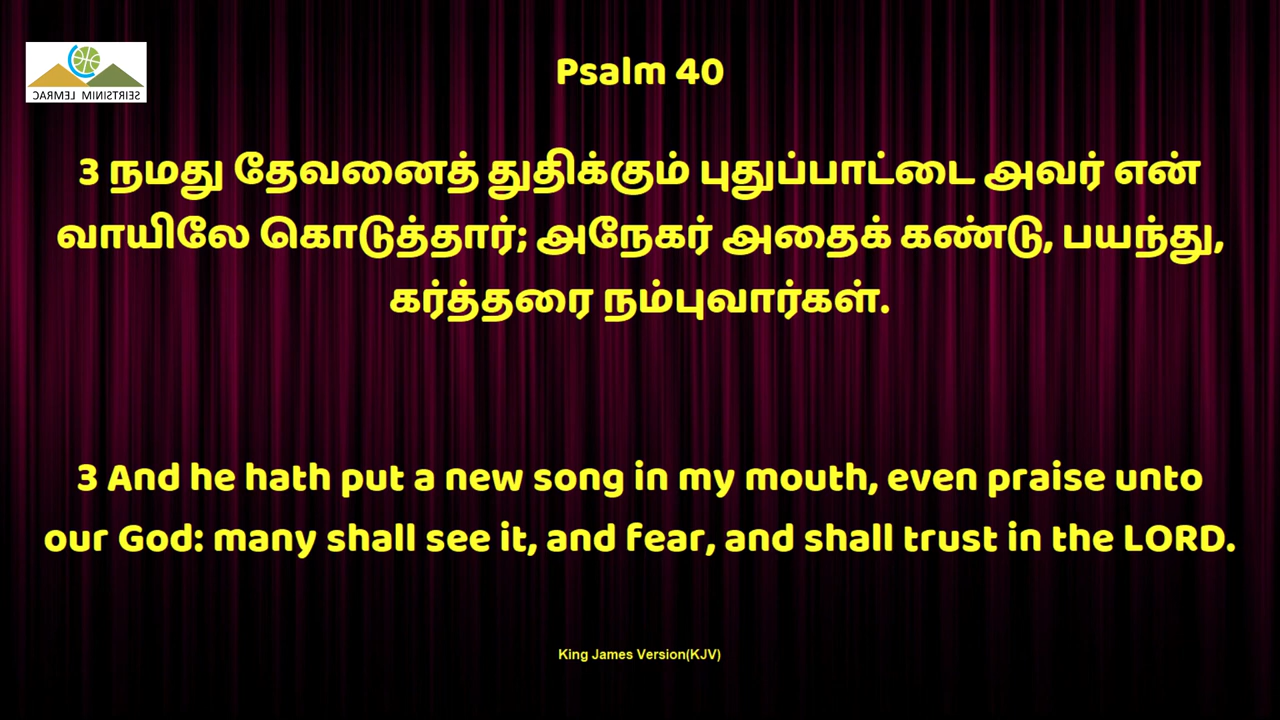 CARMEL MINISTRIES
Psalm 40
3 நமது தேவனைத் துதிக்கும் புதுப்பாட்டை அவர் என்
வாயிலே கொடுத்தார்; அநேகர் அதைக் கண்டு, பயந்து,
கர்த்தரை நம்புவார்கள்.
3 And he hath put a new song in my mouth, even praise unto
our God: many shall see it, and fear, and shall trust in the LORD.
King James Version(KJV)